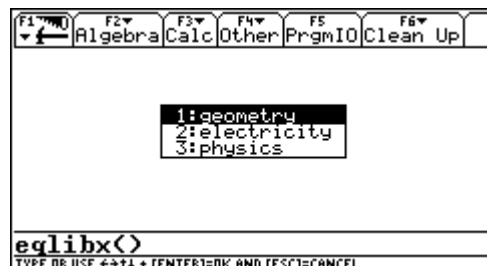 F1 F2 Algebra F3 Calc F4 Other F5 PrgmIO F6 Clean Up
1:geometry
2:electricity
3:physics
eqlibx()
TYPE OR USE ←→↑↓ + [ENTER]=OK AND [ESC]=CANCEL